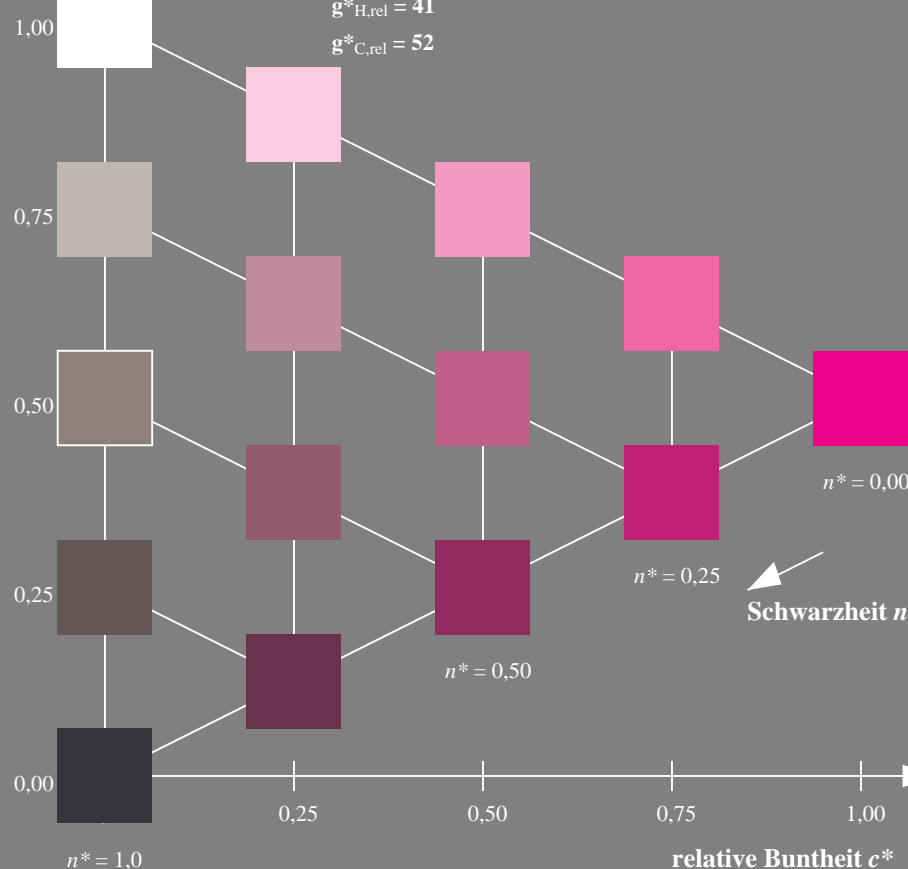 g*H,rel = 41
1,00
g*C,rel = 52
0,75
0,50
n* = 0,00
n* = 0,25
0,25
Schwarzheit n
n* = 0,50
0,00
0,25
0,50
0,75
1,00
n* = 1,0
relative Buntheit c*